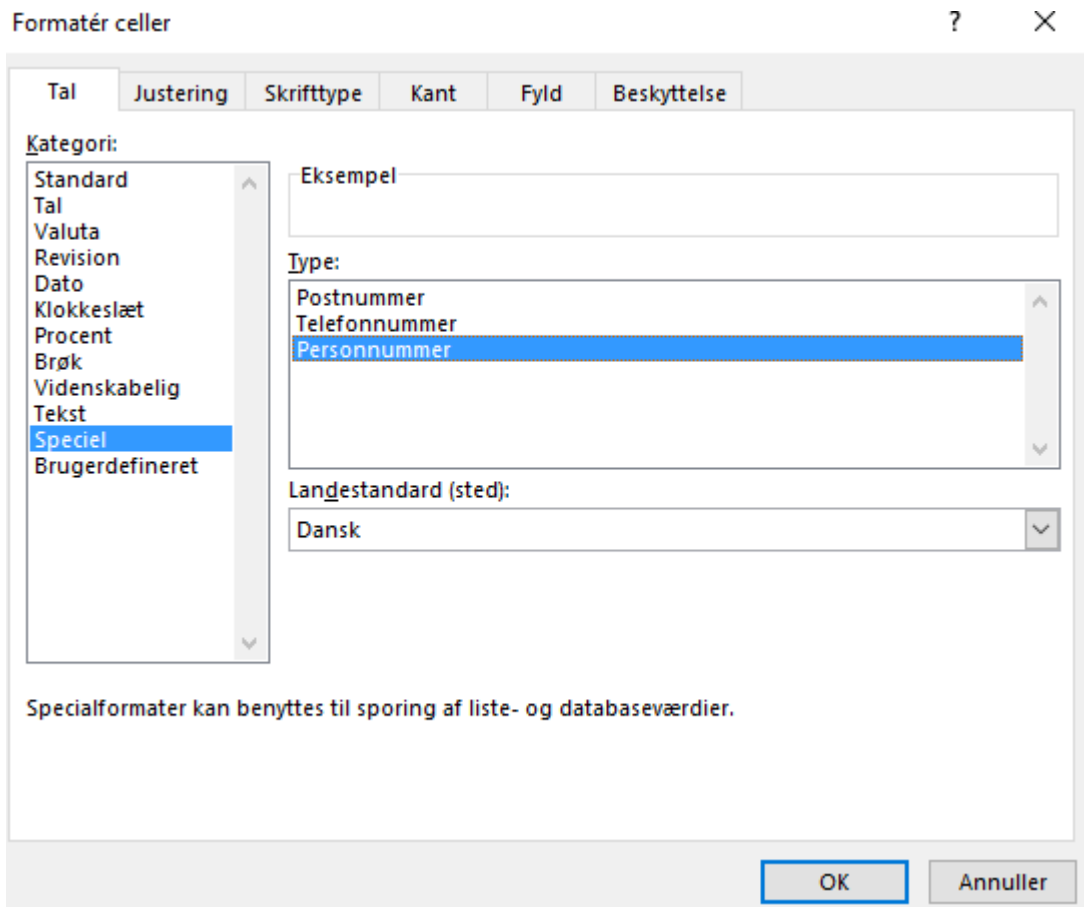 Formatér celler ?
Tal Justering Skrifttype Kant Fyld Beskyttelse
Kategori:
Standard
Tal
Valuta
Revision
Dato
Klokkeslæt
Procent
Brøk
Videnskabelig
Tekst
Speciel
Brugerdefineret
Eksempel
Type:
Postnummer
Telefonnummer
Personnummer
Landestandard (sted):
Dansk
Specialformater kan benyttes til sporing af liste- og databaseværdier.
OK Annuller